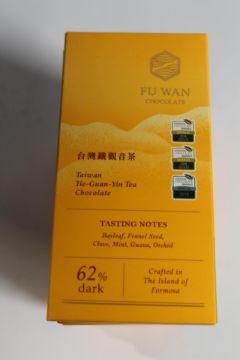 FU WAN
CHOCOLATE
台灣鐵觀音茶
Taiwan
Tie-Guan-Yin Tea
Chocolate
TASTING NOTES
Bayleaf, Fennel Seed,
Clove, Mint, Guava, Orchid
62%
dark
Crafted in
The Island of
Formosa